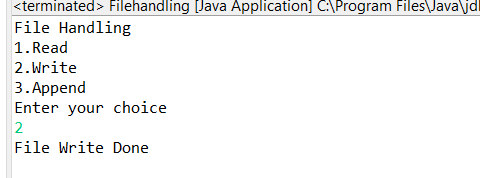 <terminated> Filehandling [Java Application] C:\Program Files\Java\jd
File Handling
1.Read
2.Write
3.Append
Enter your choice
2
File Write Done